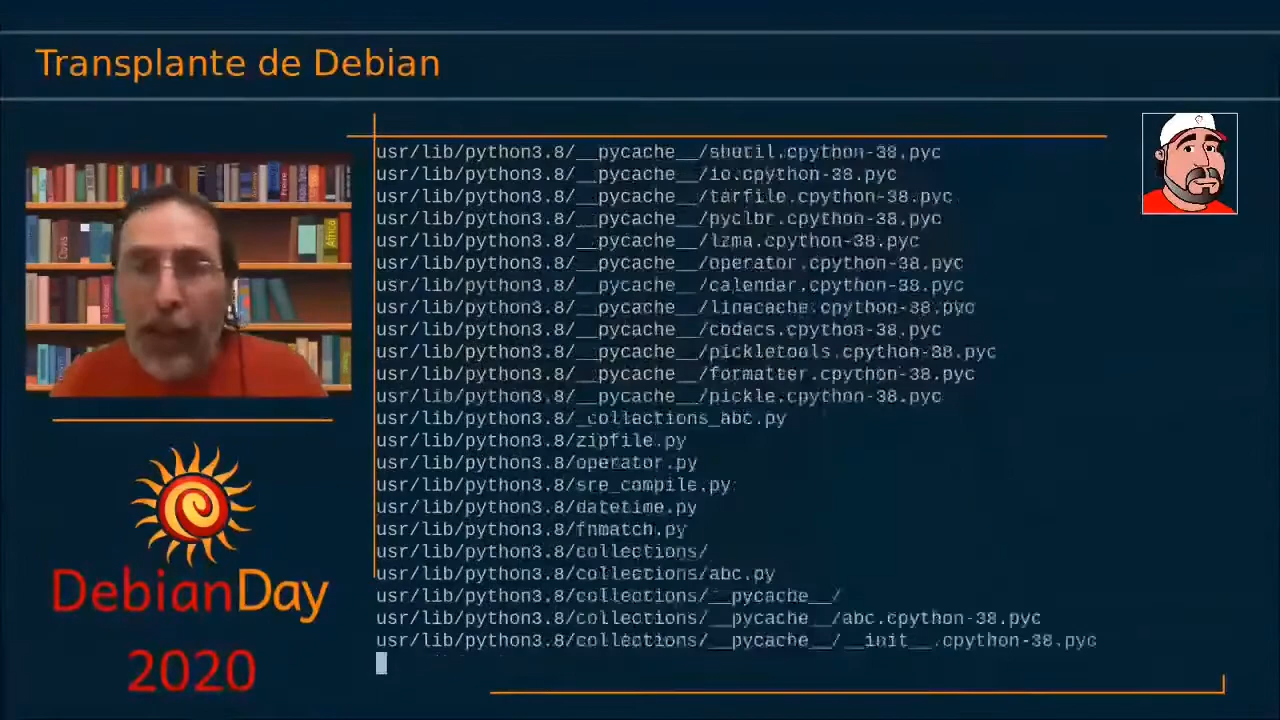 Transplante de Debian
usr/lib/python3.8/__pycache__/shutil.cpython-38.pyc
usr/lib/python3.8/__pycache__/io.cpython-38.pyc
usr/lib/python3.8/__pycache__/tarfile.cpython-38.pyc
usr/lib/python3.8/__pycache__/pyclbr.cpython-38.pyc
usr/lib/python3.8/__pycache__/lzma.cpython-38.pyc
usr/lib/python3.8/__pycache__/operator.cpython-38.pyc
usr/lib/python3.8/__pycache__/calendar.cpython-38.pyc
usr/lib/python3.8/__pycache__/linecache.cpython-38.pyc
usr/lib/python3.8/__pycache__/codecs.cpython-38.pyc
usr/lib/python3.8/__pycache__/pickletools.cpython-38.pyc
usr/lib/python3.8/__pycache__/formatter.cpython-38.pyc
usr/lib/python3.8/__pycache__/pickle.cpython-38.pyc
usr/lib/python3.8/_collections_abc.py
usr/lib/python3.8/zipfile.py
usr/lib/python3.8/operator.py
usr/lib/python3.8/sre_compile.py
usr/lib/python3.8/datetime.py
usr/lib/python3.8/fnmatch.py
usr/lib/python3.8/collections/
usr/lib/python3.8/collections/abc.py
usr/lib/python3.8/collections/__pycache__/
usr/lib/python3.8/collections/__pycache__/abc.cpython-38.pyc
usr/lib/python3.8/collections/__pycache__/__init__.cpython-38.pyc
África
DebianDay
2020